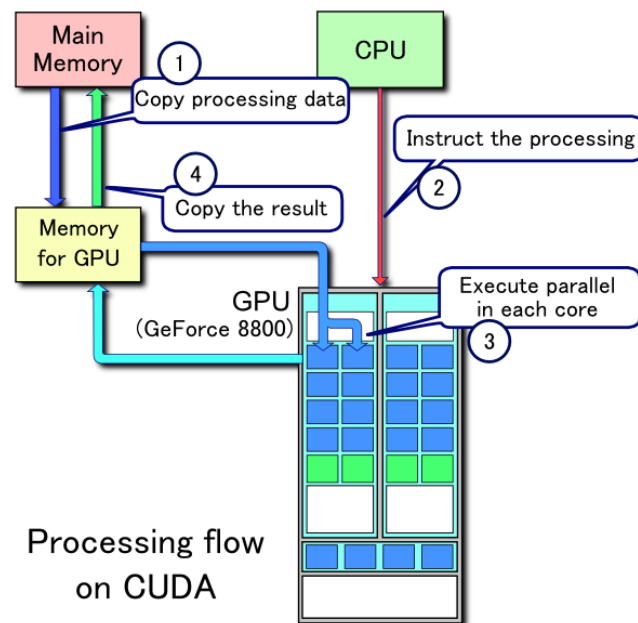 Main
Memory
CPU
1
Copy processing data
Instruct the processing
2
4
Copy the result
Memory
for GPU
GPU
(GeForce 8800)
Execute parallel
in each core
3
Processing flow
on CUDA